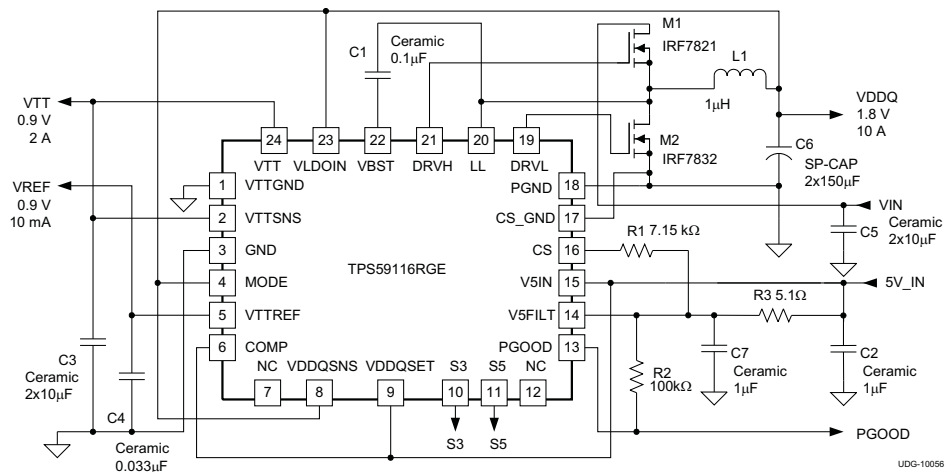 M1
IRF7821
C1
Ceramic
0.1µF
L1
1µH
VTT
0.9 V
2 A
VDDQ
1.8 V
10 A
24
23
22
21
20
19
VTT
VLDOIN
VBST
DRVH
LL
DRVL
M2
IRF7832
C6
SP-CAP
2x150µF
VREF
0.9 V
10 mA
1
VTTGND
PGND
18
2
VTTSNS
CS_GND
17
VIN
Ceramic
2x10µF
C5
3
GND
CS
16
R1 7.15 kΩ
TPS59116RGE
4
MODE
V5IN
15
5V_IN
R3 5.1Ω
5
VTTREF
V5FILT
14
6
COMP
PGOOD
13
C3
Ceramic
2x10µF
C4
Ceramic
0.033µF
NC
VDDQSNS
VDDQSET
S3
S5
NC
7
8
9
10
11
12
S3
S5
R2
100kΩ
C7
Ceramic
1µF
C2
Ceramic
1µF
PGOOD
UDG-10056